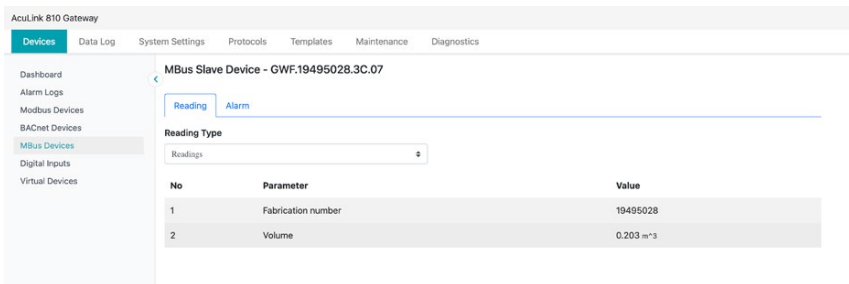 AcuLink 810 Gateway
Devices Data Log System Settings Protocols Templates Maintenance Diagnostics
Dashboard
Alarm Logs
Modbus Devices
BACnet Devices
MBus Devices
Digital Inputs
Virtual Devices
MBus Slave Device - GWF.19495028.3C.07
Reading Alarm
Reading Type
Readings
No Parameter Value
1 Fabrication number 19495028
2 Volume 0.203 m^3